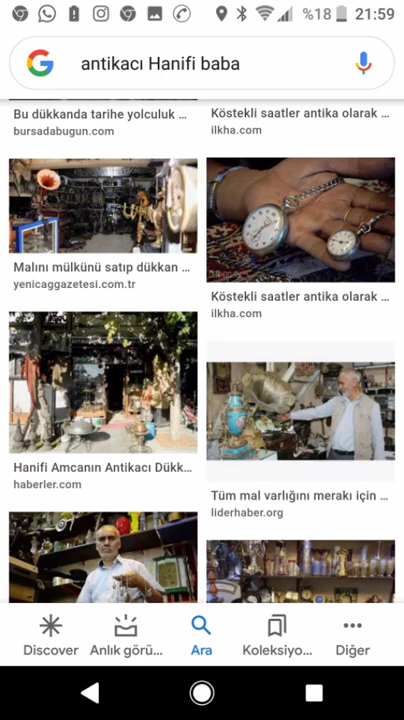 %18 21:59
antikacı Hanifi baba
Bu dükkanda tarihe yolculuk ...
bursadabugun.com
Köstekli saatler antika olarak ...
ilkha.com
Malını mülkünü satıp dükkan ...
yenicaggazetesi.com.tr
Köstekli saatler antika olarak ...
ilkha.com
Hanifi Amcanın Antikacı Dükk...
haberler.com
Tüm mal varlığını merakı için ...
liderhaber.org
Discover Anlık görü... Ara Koleksiyo... Diğer